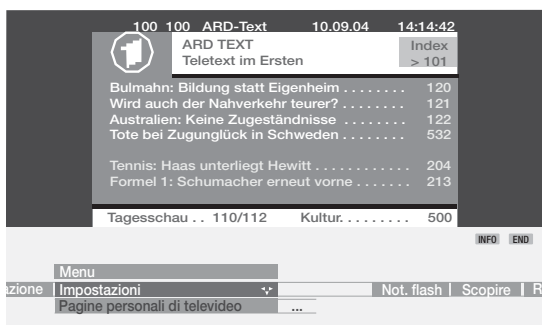 100 100 ARD-Text 10.09.04 14:14:42
ARD TEXT Index
Teletext im Ersten > 101
Bulmahn: Bildung statt Eigenheim . . . . . . . . 120
Wird auch der Nahverkehr teurer? . . . . . . . . 121
Australien: Keine Zugeständnisse . . . . . . . . 122
Tote bei Zugunglück in Schweden . . . . . . . . 532
Tennis: Haas unterliegt Hewitt . . . . . . . . . . . . 204
Formel 1: Schumacher erneut vorne . . . . . . . 213
Tagesschau . . 110/112 Kultur. . . . . . . . . 500
INFO END
Menu
azione Impostazioni Not. flash Scopire R
Pagine personali di televideo ...